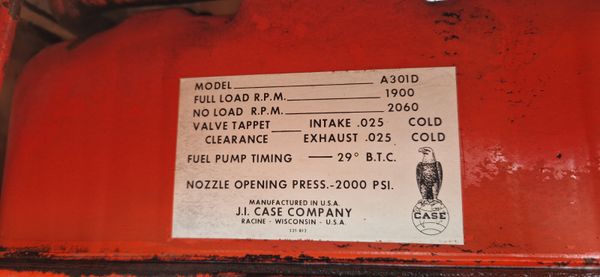 MODEL A301D
FULL LOAD R.P.M. 1900
NO LOAD R.P.M. 2060
VALVE TAPPET INTAKE .025 COLD
CLEARANCE EXHAUST .025 COLD
FUEL PUMP TIMING — 29° B.T.C.
NOZZLE OPENING PRESS.-2000 PSI.
MANUFACTURED IN U.S.A.
J.I. CASE COMPANY
RACINE - WISCONSIN - U.S.A.
CASE